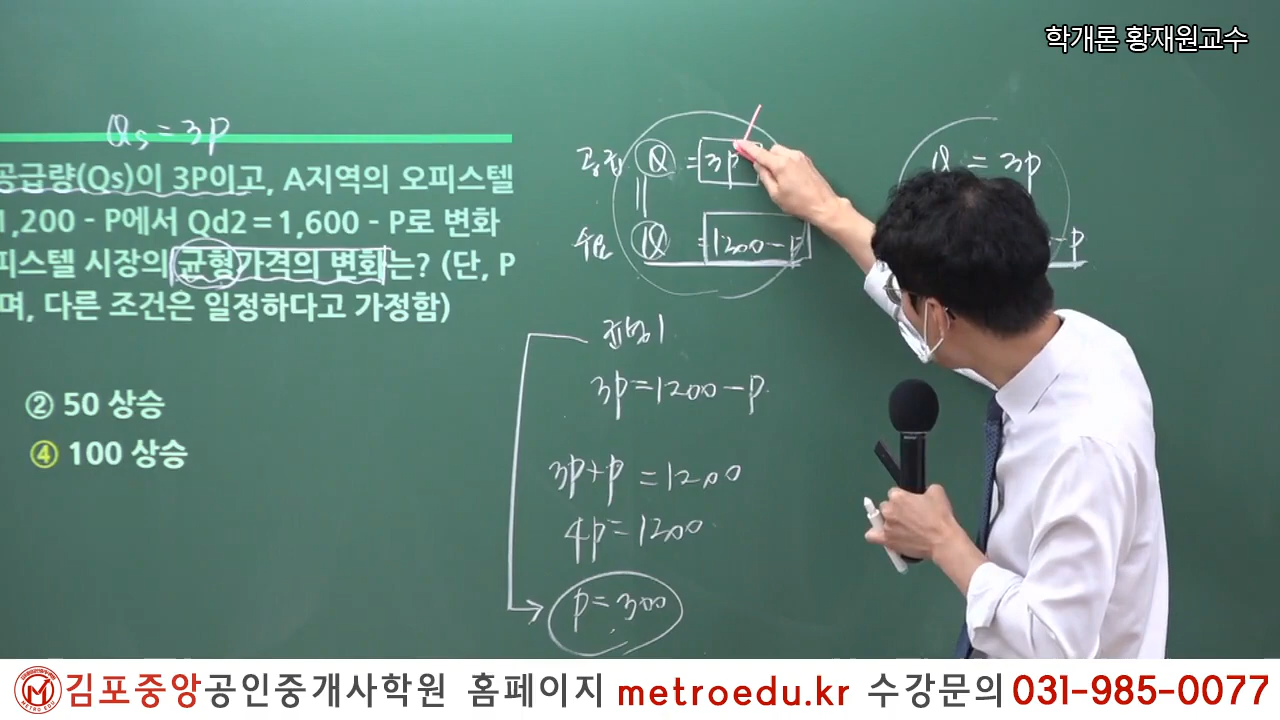 학개론 황재원교수
Qs = 3P
공급량(Qs)이 3P이고, A지역의 오피스텔
1,200 - P에서 Qd2 = 1,600 - P로 변화
피스텔 시장의 균형가격의 변화는? (단, P
며, 다른 조건은 일정하다고 가정함)
② 50 상승
④ 100 상승
공급 Q = 3P
수요 Q = 1200-P
균형1
3P=1200-P
3P+P=1200
4P=1200
P=300
Q = 3P
-P
김포중앙공인중개사학원 홈페이지 metroedu.kr 수강문의 031-985-0077
METRO EDU